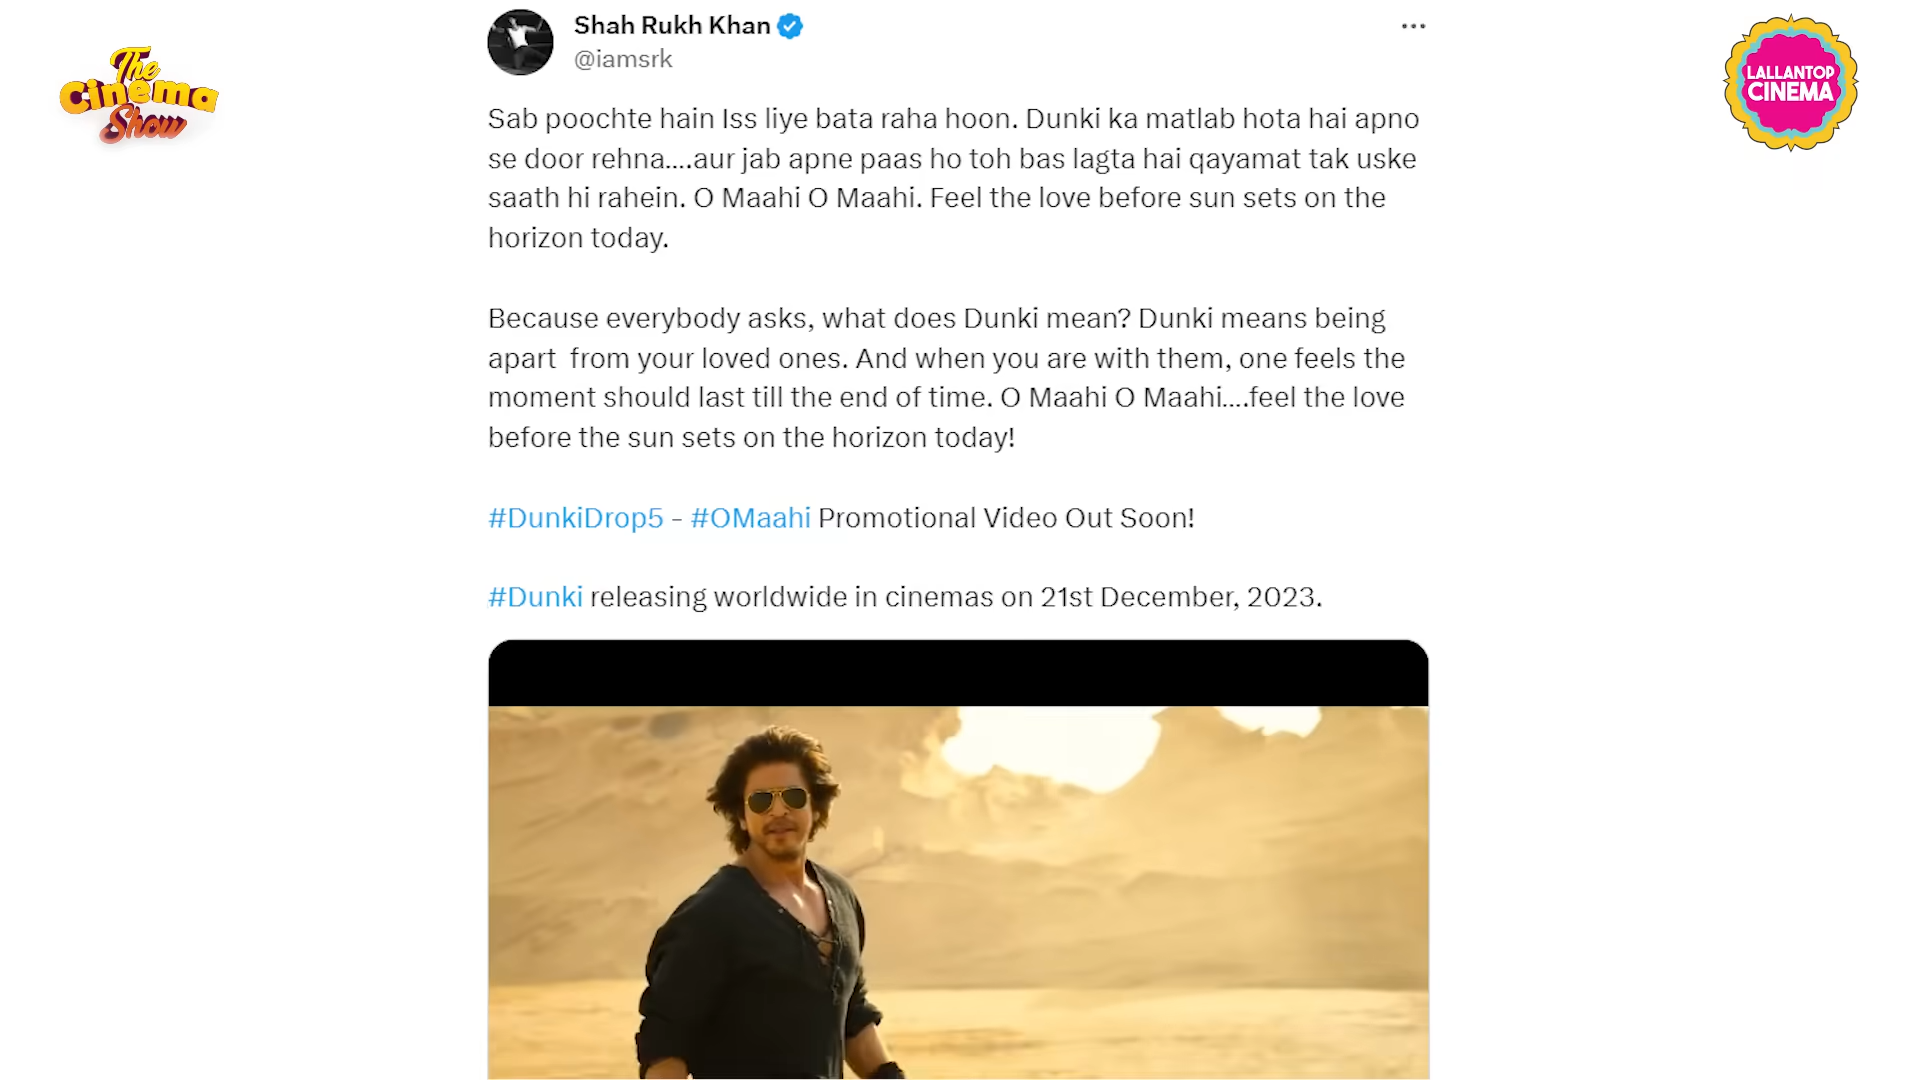 The
Cinema
Show
Shah Rukh Khan
@iamsrk
LALLANTOP
CINEMA
Sab poochte hain Iss liye bata raha hoon. Dunki ka matlab hota hai apno
se door rehna....aur jab apne paas ho toh bas lagta hai qayamat tak uske
saath hi rahein. O Maahi O Maahi. Feel the love before sun sets on the
horizon today.
Because everybody asks, what does Dunki mean? Dunki means being
apart  from your loved ones. And when you are with them, one feels the
moment should last till the end of time. O Maahi O Maahi....feel the love
before the sun sets on the horizon today!
#DunkiDrop5 - #OMaahi Promotional Video Out Soon!
#Dunki releasing worldwide in cinemas on 21st December, 2023.